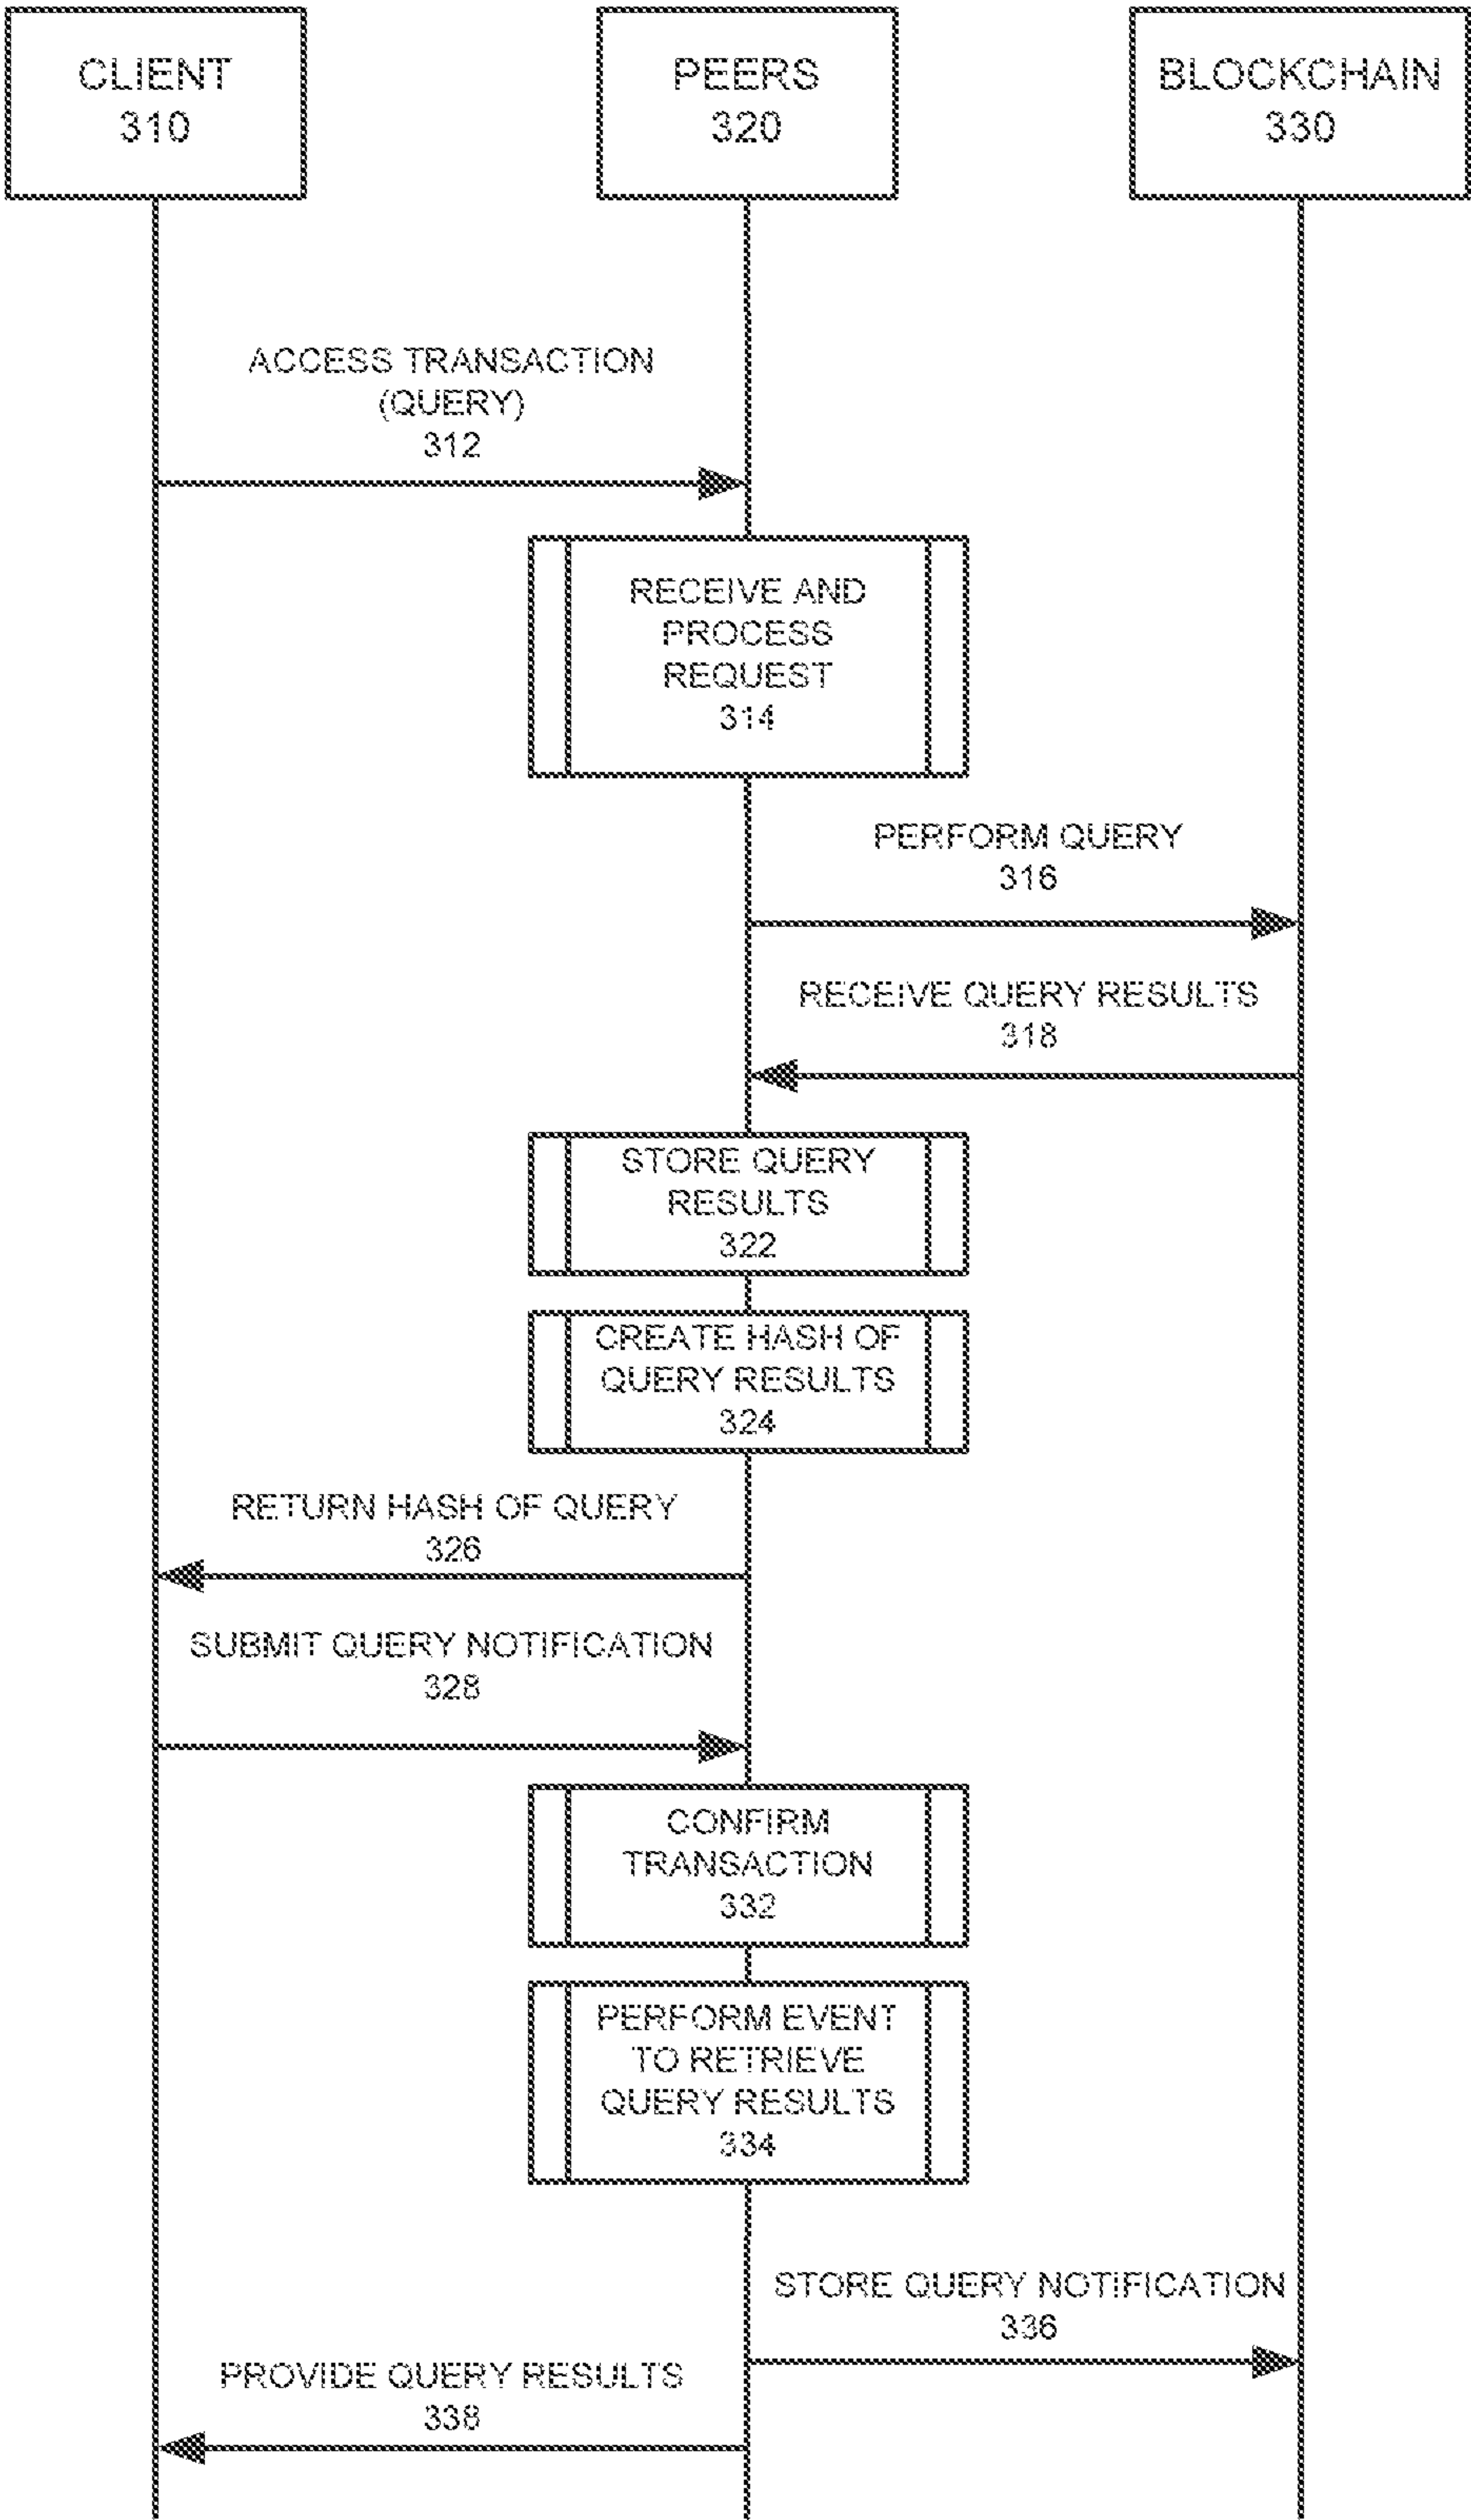 CLIENT
310
PEERS
320
BLOCKCHAIN
330
ACCESS TRANSACTION
(QUERY)
312
RECEIVE AND
PROCESS
REQUEST
314
PERFORM QUERY
316
RECEIVE QUERY RESULTS
318
STORE QUERY
RESULTS
322
CREATE HASH OF
QUERY RESULTS
324
RETURN HASH OF QUERY
326
SUBMIT QUERY NOTIFICATION
328
CONFIRM
TRANSACTION
332
PERFORM EVENT
TO RETRIEVE
QUERY RESULTS
334
STORE QUERY NOTIFICATION
336
PROVIDE QUERY RESULTS
338